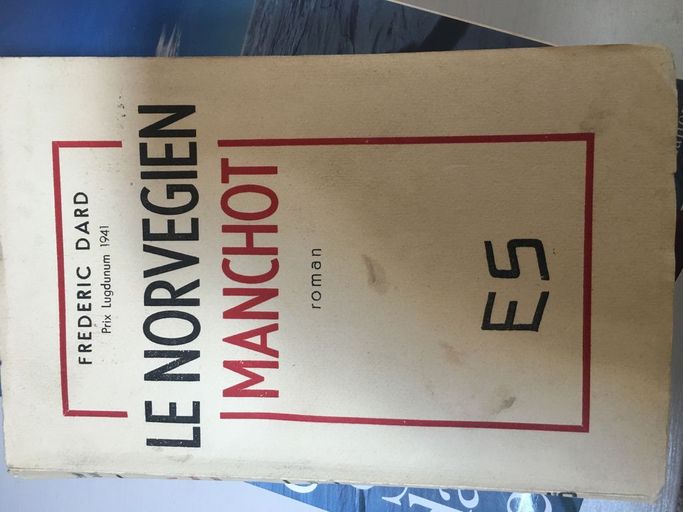 FREDERIC DARD
Prix Lugdunum 1941
LE NORVEGIEN
MANCHOT
roman
ES